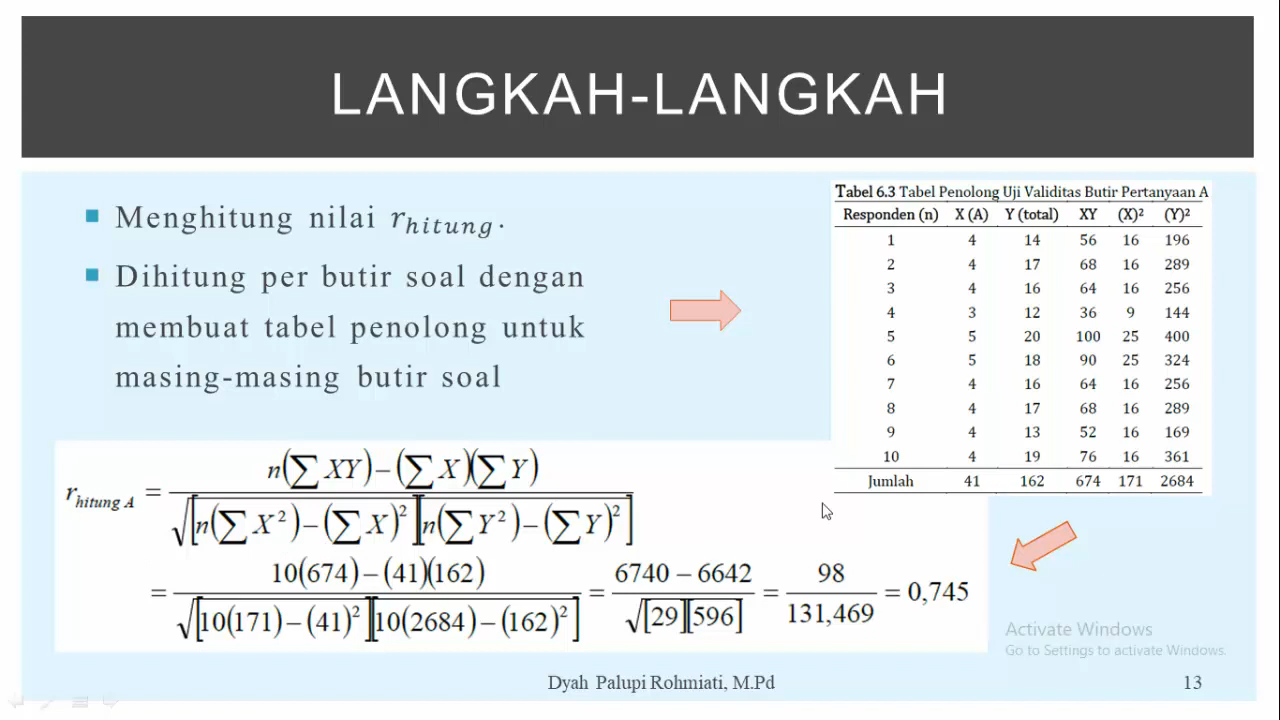 LANGKAH-LANGKAH
▪ Menghitung nilai r_hitung.
▪ Dihitung per butir soal dengan
membuat tabel penolong untuk
masing-masing butir soal
Tabel 6.3 Tabel Penolong Uji Validitas Butir Pertanyaan A
Responden (n) X (A) Y (total) XY (X)² (Y)²
1 4 14 56 16 196
2 4 17 68 16 289
3 4 16 64 16 256
4 3 12 36 9 144
5 5 20 100 25 400
6 5 18 90 25 324
7 4 16 64 16 256
8 4 17 68 16 289
9 4 13 52 16 169
10 4 19 76 16 361
Jumlah 41 162 674 171 2684
r_hitung A = n(∑ XY) – (∑ X)(∑ Y) / √[n(∑ X²) – (∑ X)²][n(∑ Y²) – (∑ Y)²]
= 10(674) – (41)(162) / √[10(171) – (41)²][10(2684) – (162)²] = 6740 – 6642 / √[29][596] = 98 / 131,469 = 0,745
Activate Windows
Go to Settings to activate Windows.
Dyah Palupi Rohmiati, M.Pd
13